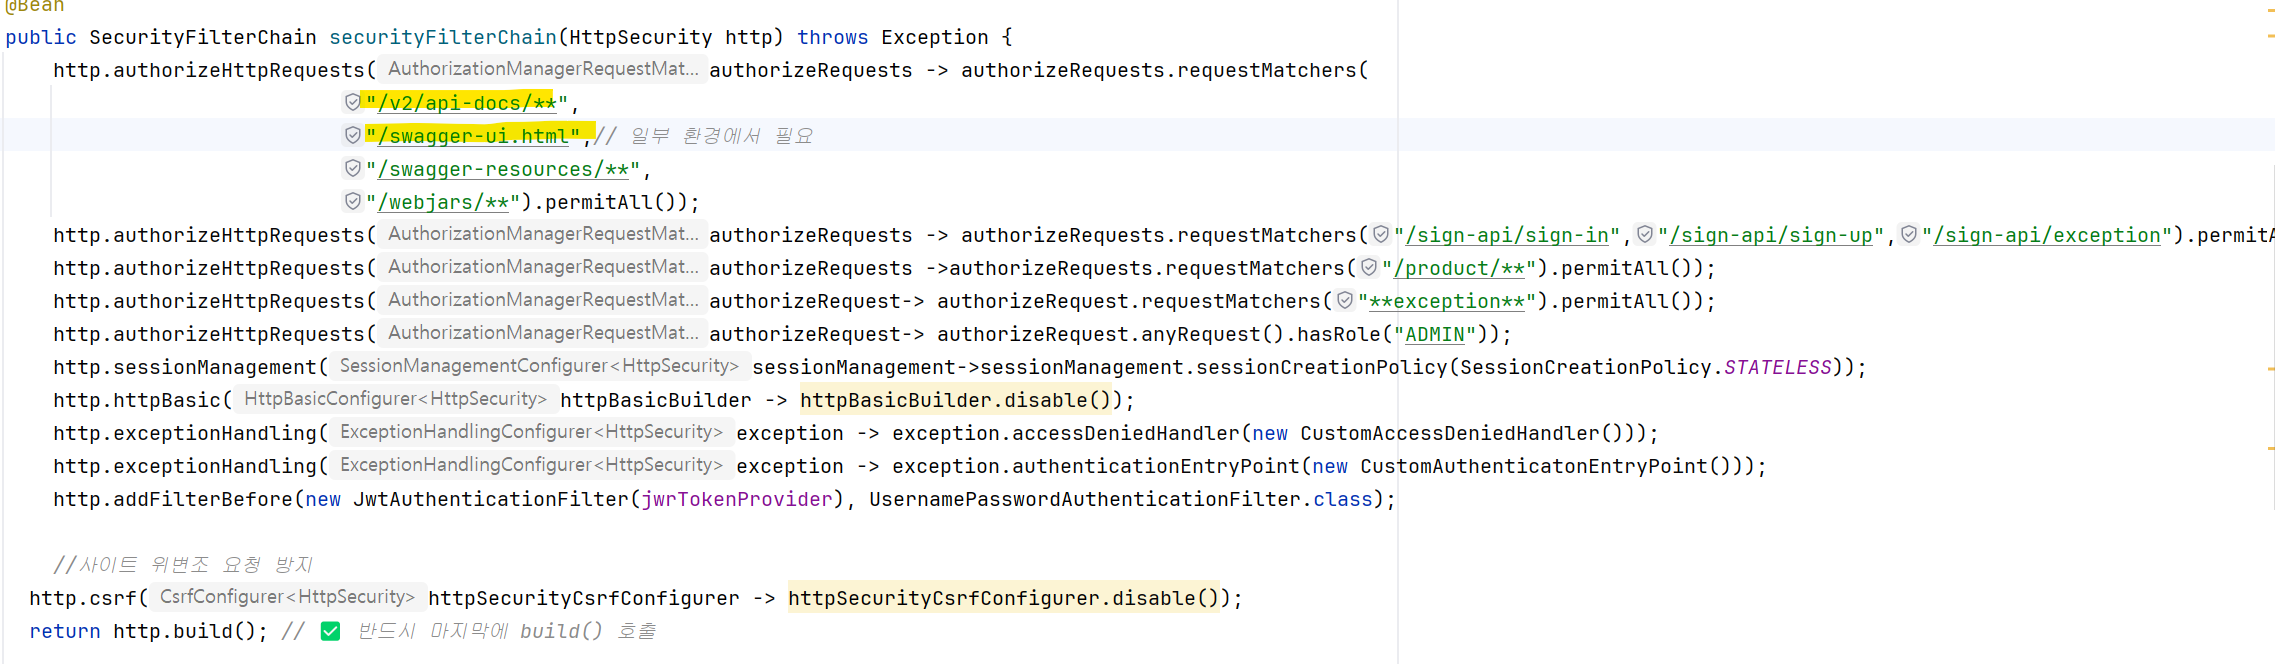 @Bean
public SecurityFilterChain securityFilterChain(HttpSecurity http) throws Exception {
http.authorizeHttpRequests( AuthorizationManagerRequestMat... authorizeRequests -> authorizeRequests.requestMatchers(
"/v2/api-docs/**",
"/swagger-ui.html",// 일부 환경에서 필요
"/swagger-resources/**",
"/webjars/**").permitAll());
http.authorizeHttpRequests( AuthorizationManagerRequestMat... authorizeRequests -> authorizeRequests.requestMatchers("/sign-api/sign-in","/sign-api/sign-up","/sign-api/exception").permit
http.authorizeHttpRequests( AuthorizationManagerRequestMat... authorizeRequests ->authorizeRequests.requestMatchers("/product/**").permitAll());
http.authorizeHttpRequests( AuthorizationManagerRequestMat... authorizeRequest-> authorizeRequest.requestMatchers("**exception**").permitAll());
http.authorizeHttpRequests( AuthorizationManagerRequestMat... authorizeRequest-> authorizeRequest.anyRequest().hasRole("ADMIN"));
http.sessionManagement( SessionManagementConfigurer<HttpSecurity> sessionManagement->sessionManagement.sessionCreationPolicy(SessionCreationPolicy.STATELESS));
http.httpBasic( HttpBasicConfigurer<HttpSecurity> httpBasicBuilder -> httpBasicBuilder.disable());
http.exceptionHandling( ExceptionHandlingConfigurer<HttpSecurity> exception -> exception.accessDeniedHandler(new CustomAccessDeniedHandler()));
http.exceptionHandling( ExceptionHandlingConfigurer<HttpSecurity> exception -> exception.authenticationEntryPoint(new CustomAuthenticatonEntryPoint()));
http.addFilterBefore(new JwtAuthenticationFilter(jwrTokenProvider), UsernamePasswordAuthenticationFilter.class);
//사이트 위변조 요청 방지
http.csrf( CsrfConfigurer<HttpSecurity> httpSecurityCsrfConfigurer -> httpSecurityCsrfConfigurer.disable());
return http.build(); // ✅ 반드시 마지막에 build() 호출